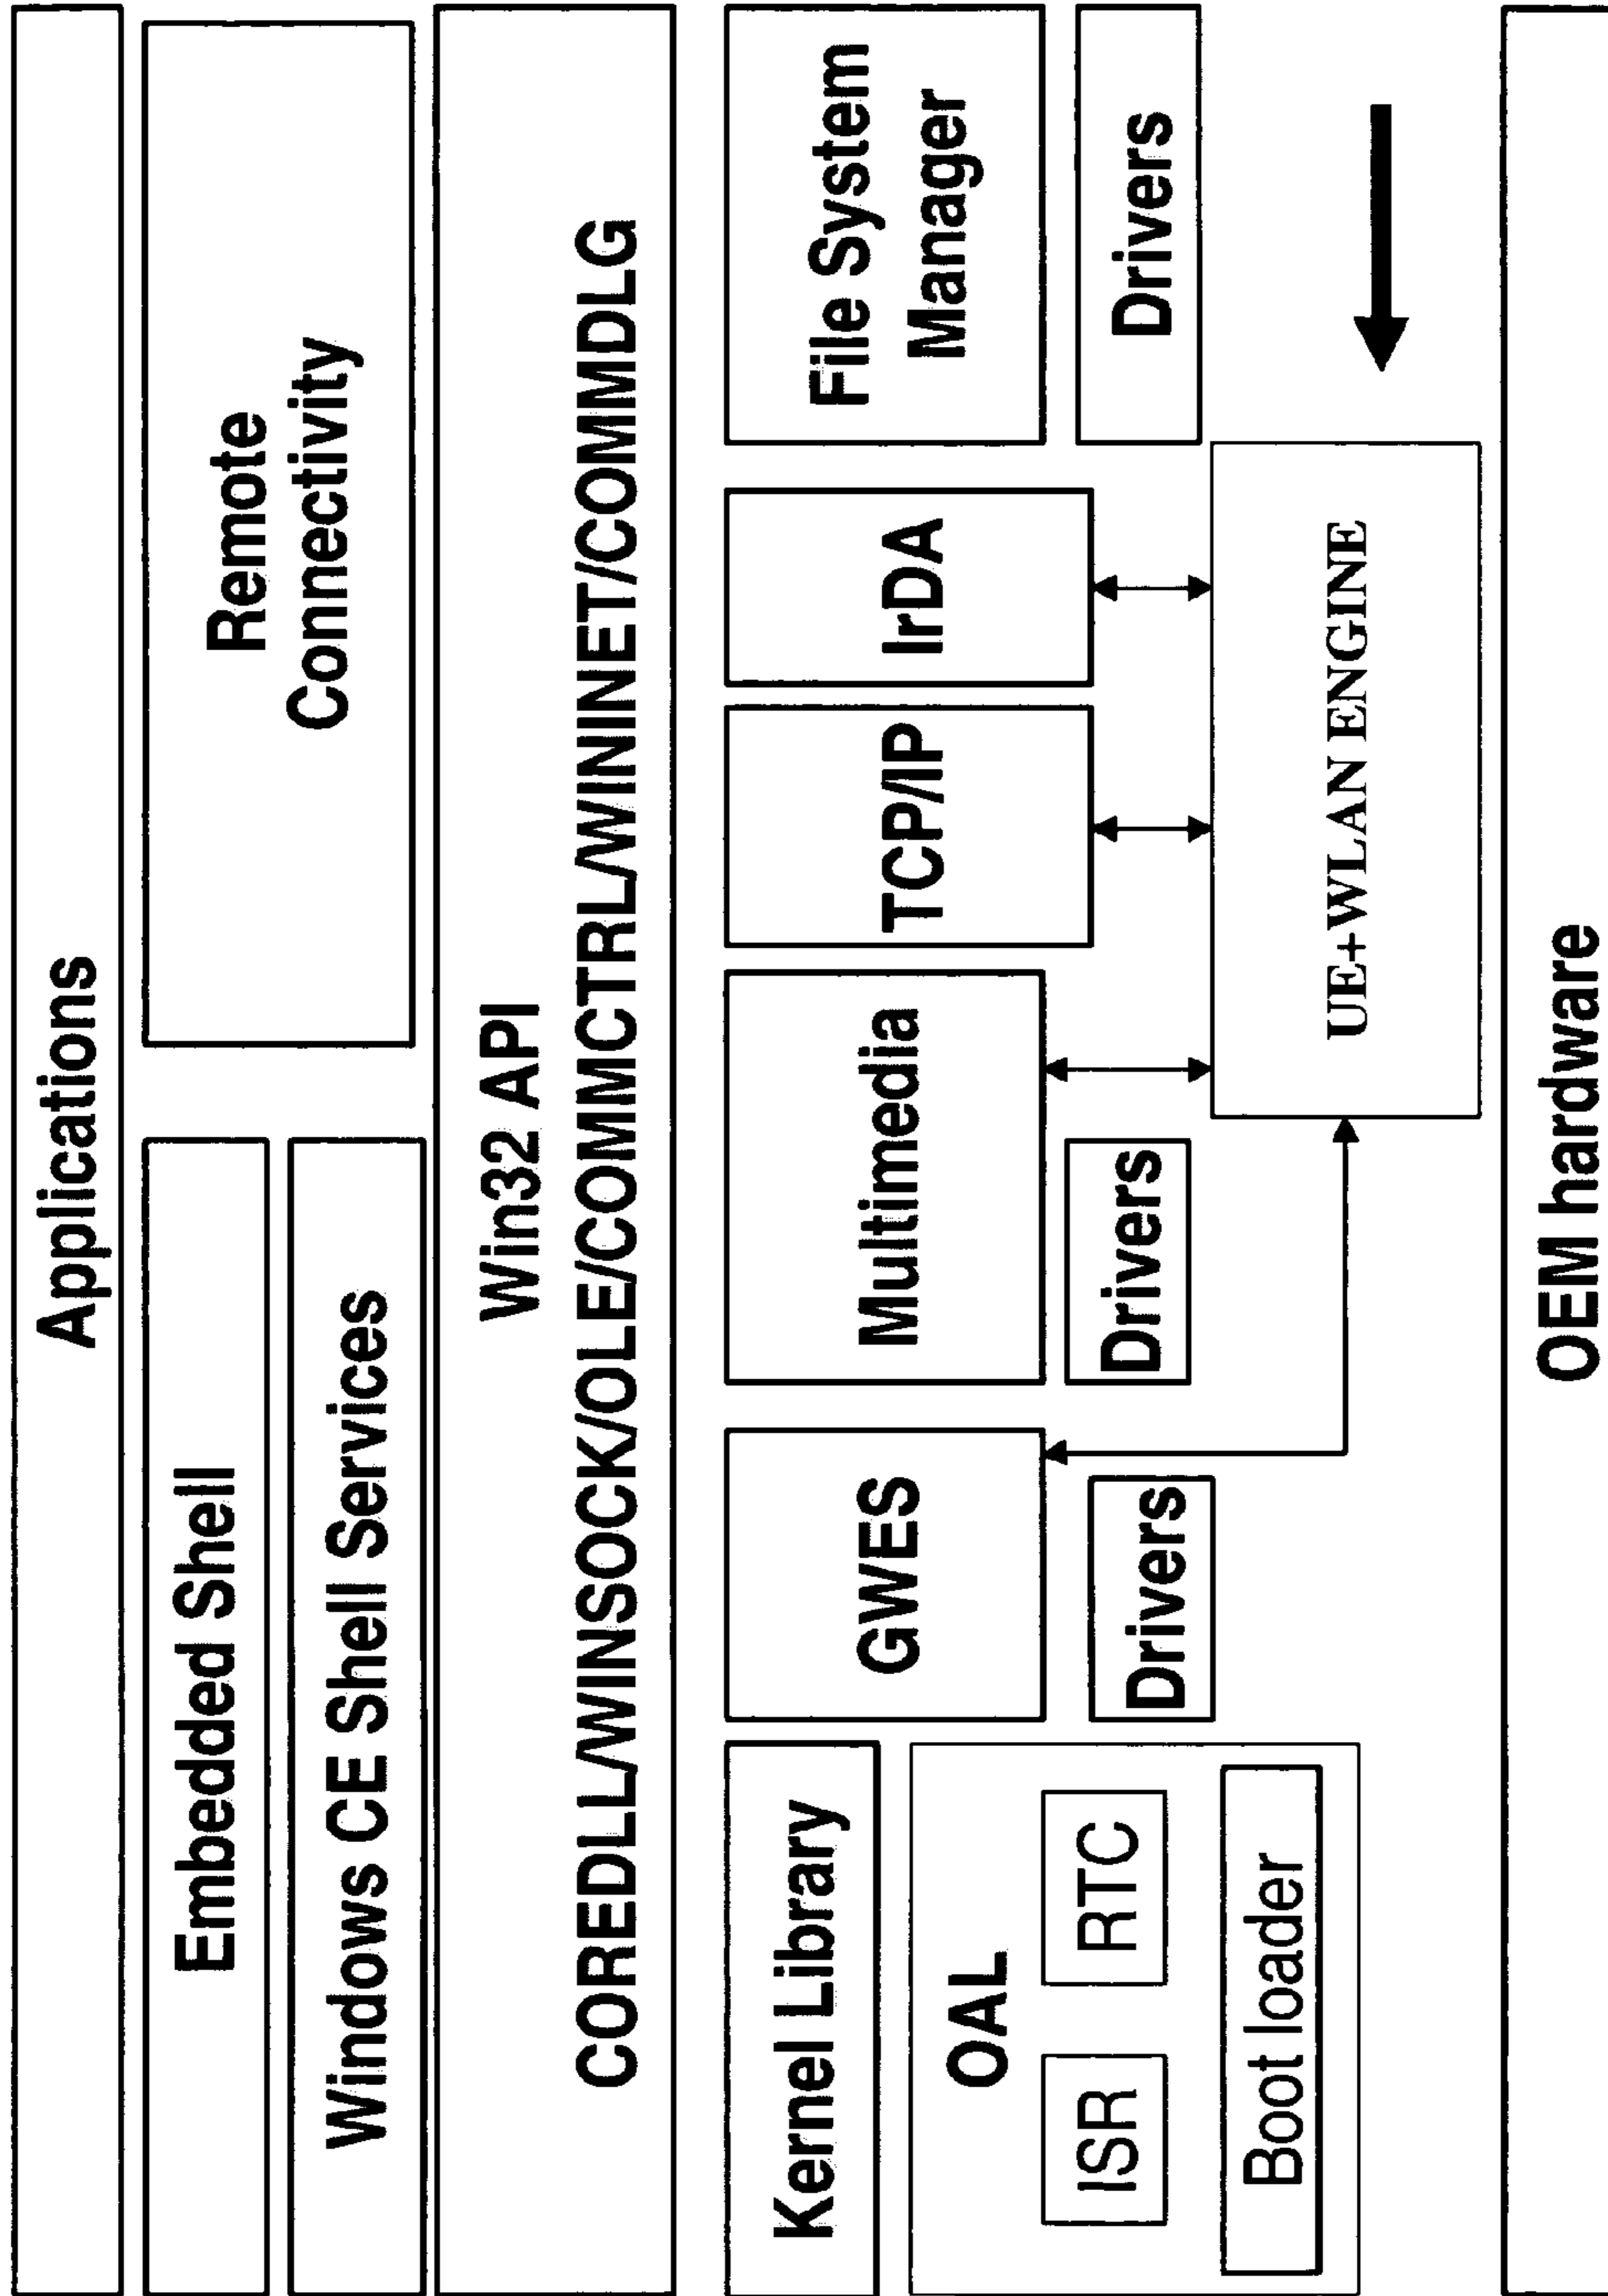 Applications
Embedded Shell
Windows CE Shell Services
Remote
Connectivity
Win32 API
COREDLL/WINSOCK/OLE/COMMCTRL/WININET/COMMDLG
Kernel Library
OAL
ISR
RTC
Boot loader
GWES
Drivers
Multimedia
Drivers
TCP/IP
IrDA
File System
Manager
Drivers
UE+WLAN ENGINE
OEM hardware